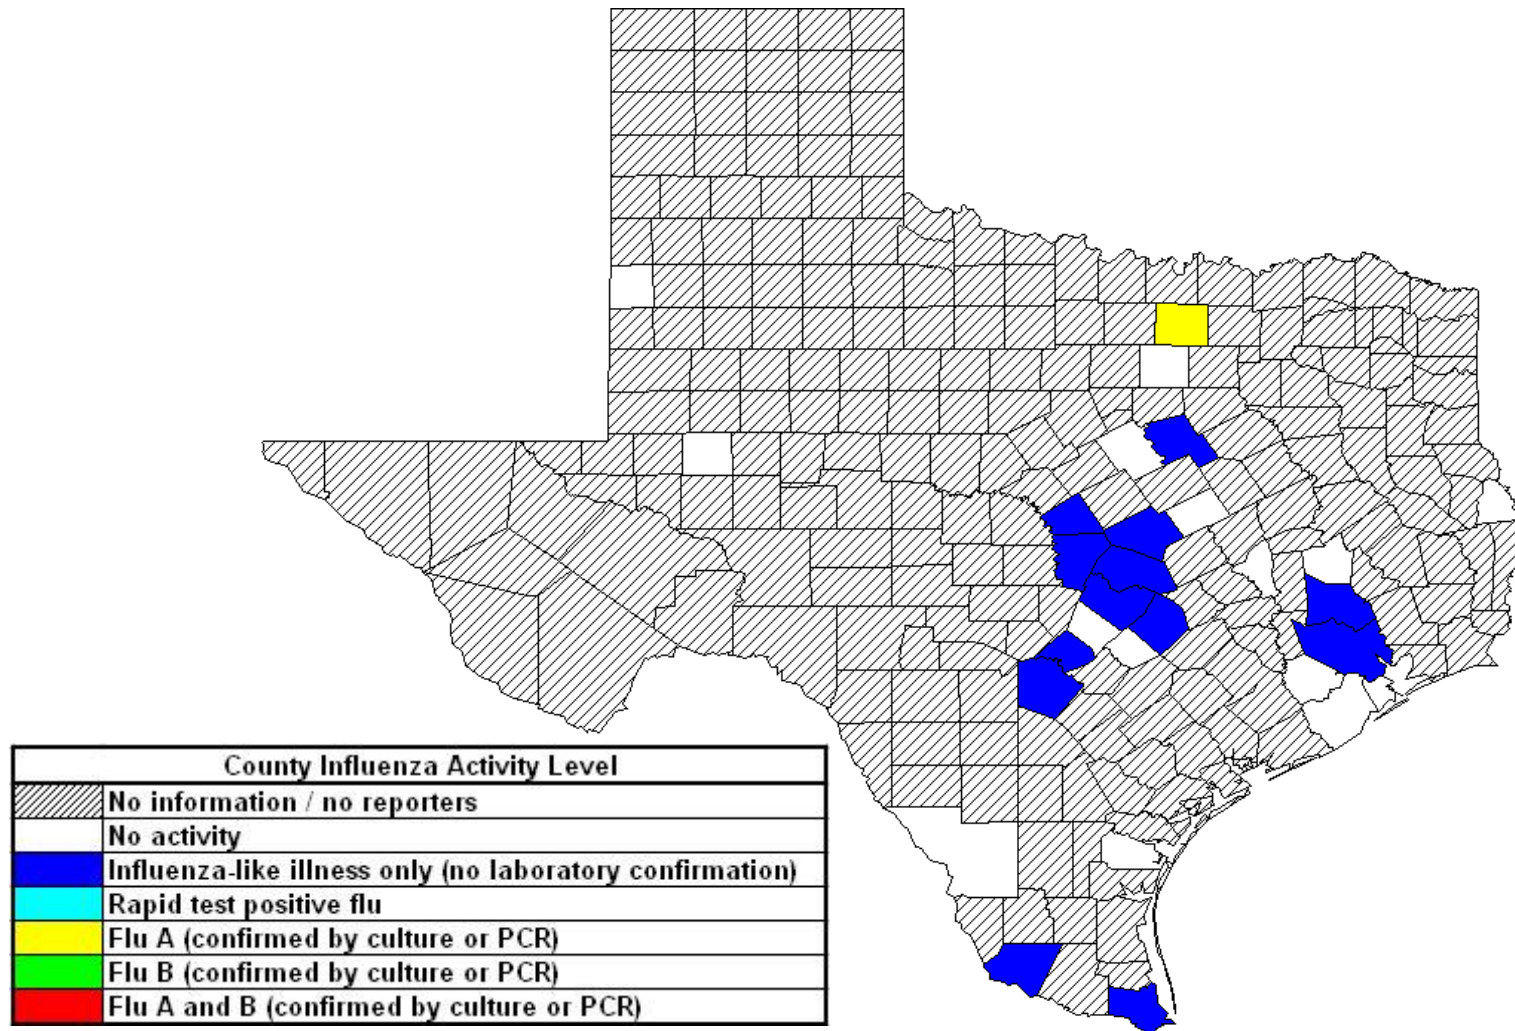 County Influenza Activity Level
No information / no reporters
No activity
Influenza-like illness only (no laboratory confirmation)
Rapid test positive flu
Flu A (confirmed by culture or PCR)
Flu B (confirmed by culture or PCR)
Flu A and B (confirmed by culture or PCR)